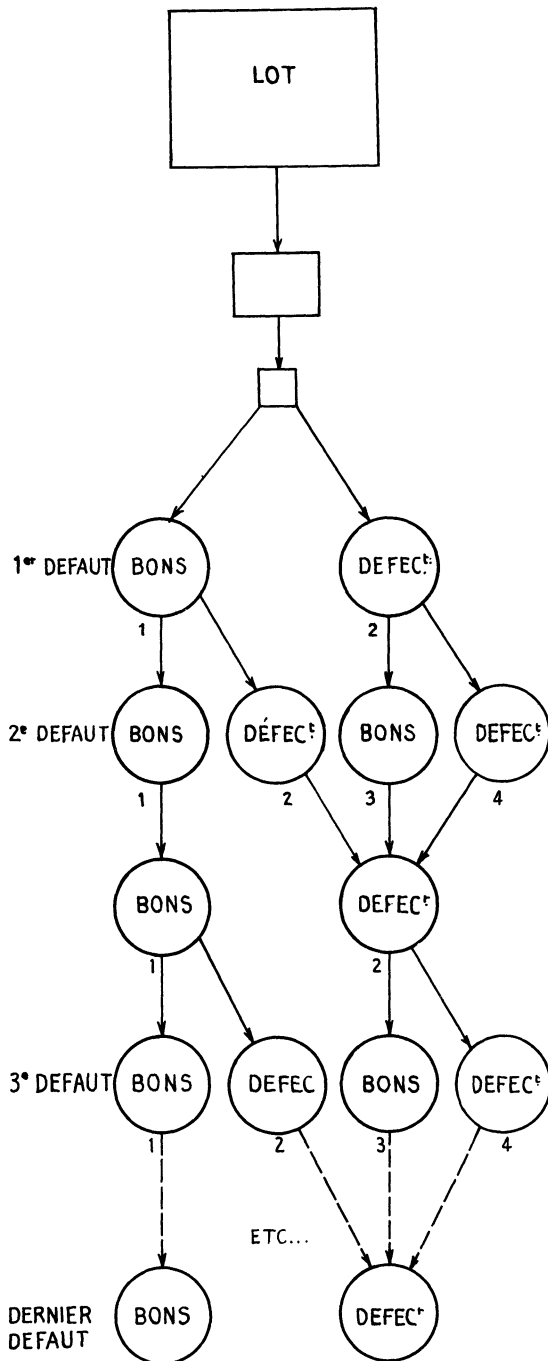 LOT
1er DEFAUT BONS DEFECt.
1 2
2e DEFAUT BONS DÉFECt. BONS DEFECt.
1 2 3 4
BONS DEFECt.
1 2
3e DEFAUT BONS DEFEC BONS DEFECt.
1 2 3 4
ETC...
DERNIER DEFAUT BONS DEFECt.